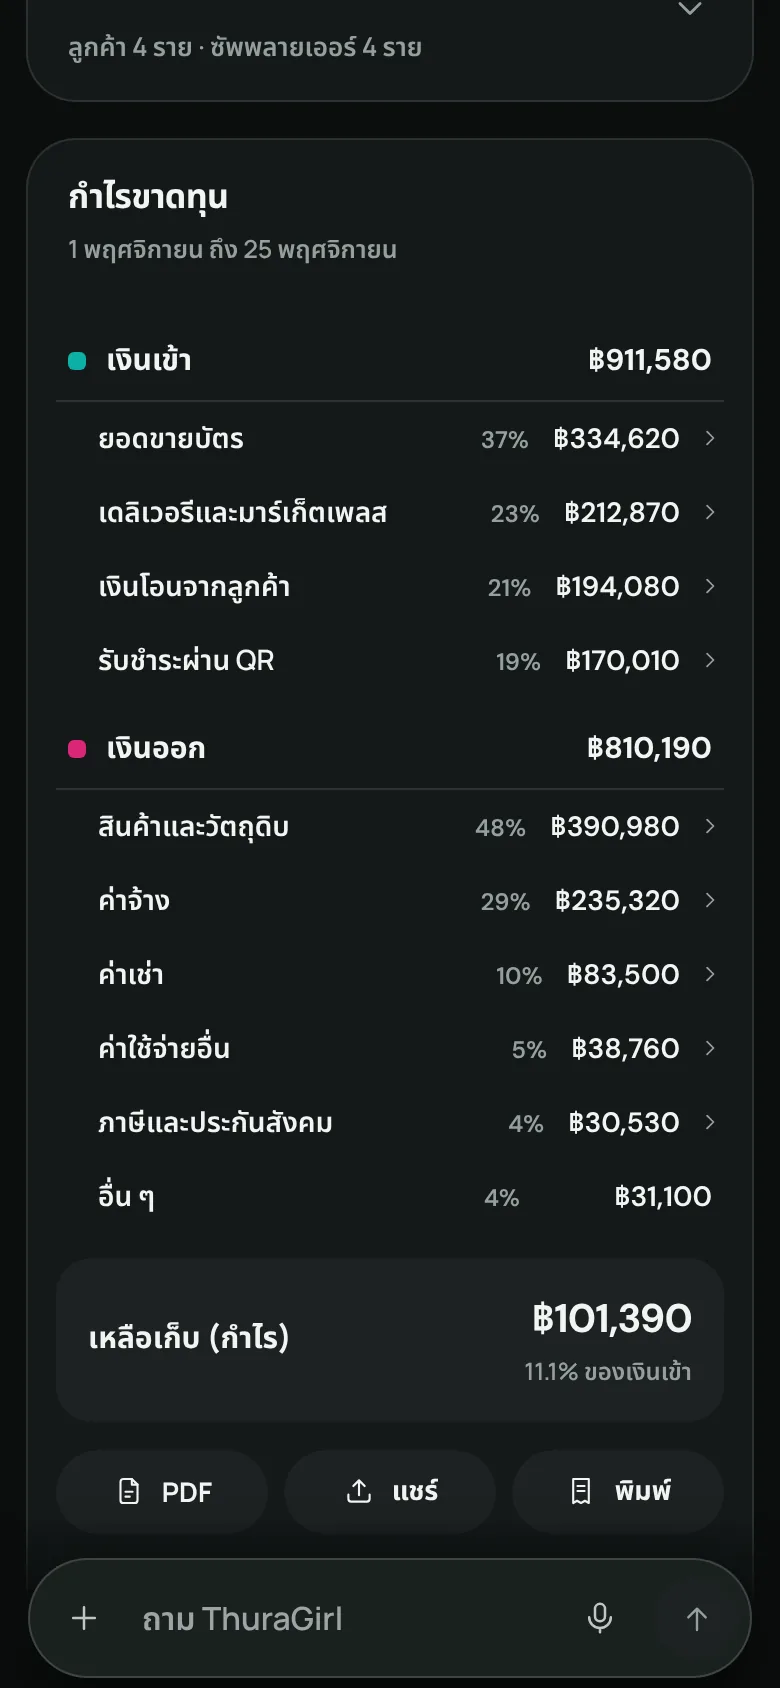 ลูกค้า 4 ราย · ซัพพลายเออร์ 4 ราย
กำไรขาดทุน
1 พฤศจิกายน ถึง 25 พฤศจิกายน
เงินเข้า ฿911,580
ยอดขายบัตร 37% ฿334,620
เดลิเวอรีและมาร์เก็ตเพลส 23% ฿212,870
เงินโอนจากลูกค้า 21% ฿194,080
รับชำระผ่าน QR 19% ฿170,010
เงินออก ฿810,190
สินค้าและวัตถุดิบ 48% ฿390,980
ค่าจ้าง 29% ฿235,320
ค่าเช่า 10% ฿83,500
ค่าใช้จ่ายอื่น 5% ฿38,760
ภาษีและประกันสังคม 4% ฿30,530
อื่น ๆ 4% ฿31,100
เหลือเก็บ (กำไร) ฿101,390
11.1% ของเงินเข้า
PDF แชร์ พิมพ์
ถาม ThuraGirl